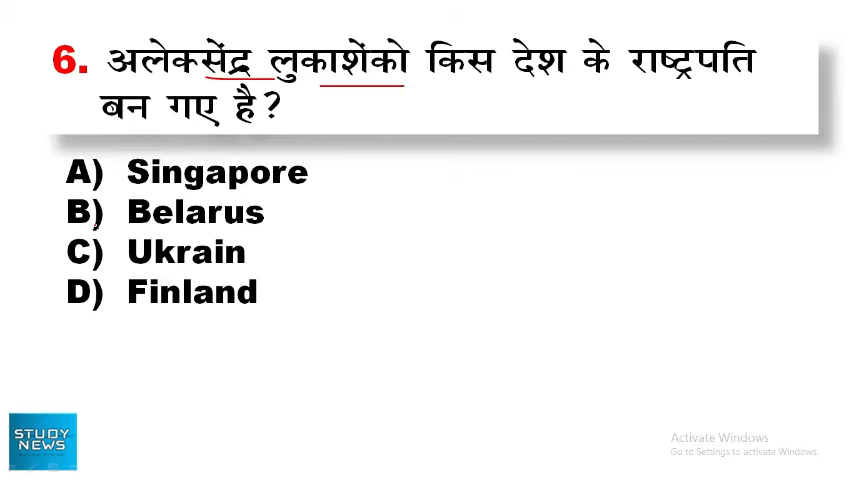 6. अलेक्सेंद्र लुकाशेंको किस देश के राष्ट्रपति
बन गए है?
A) Singapore
B) Belarus
C) Ukrain
D) Finland
STUDY
NEWS
Activate Windows
Go to Settings to activate Windows.